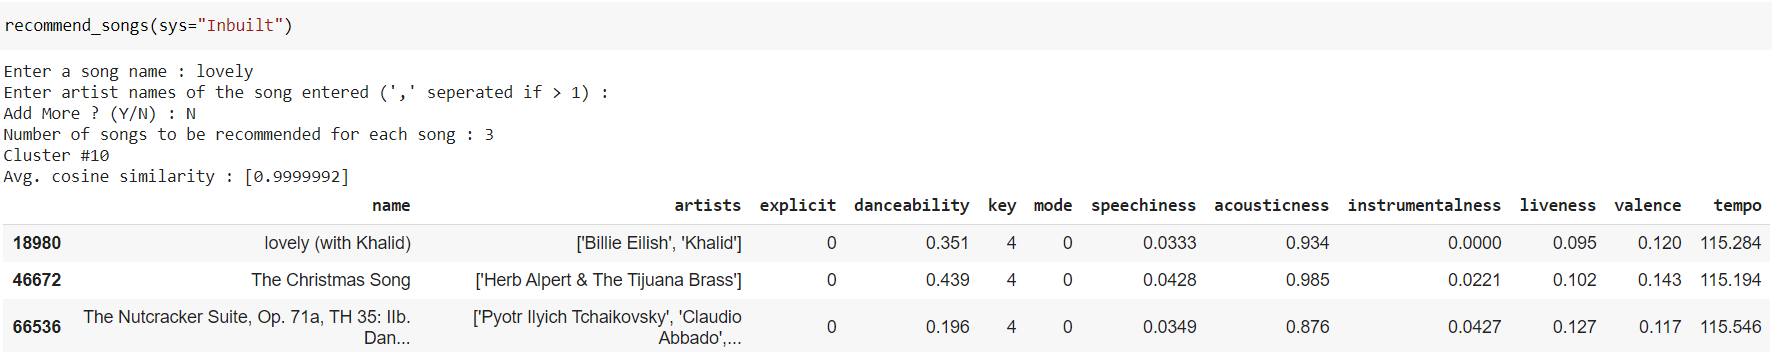 recommend_songs(sys="Inbuilt")
Enter a song name : lovely
Enter artist names of the song entered (',' seperated if > 1) :
Add More ? (Y/N) : N
Number of songs to be recommended for each song : 3
Cluster #10
Avg. cosine similarity : [0.9999992]
name artists explicit danceability key mode speechiness acousticness instrumentalness liveness valence tempo
18980 lovely (with Khalid) ['Billie Eilish', 'Khalid'] 0 0.351 4 0 0.0333 0.934 0.0000 0.095 0.120 115.284
46672 The Christmas Song ['Herb Alpert & The Tijuana Brass'] 0 0.439 4 0 0.0428 0.985 0.0221 0.102 0.143 115.194
66536 The Nutcracker Suite, Op. 71a, TH 35: IIb. ['Pyotr Ilyich Tchaikovsky', 'Claudio 0 0.196 4 0 0.0349 0.876 0.0427 0.127 0.117 115.546
Dan... Abbado',...